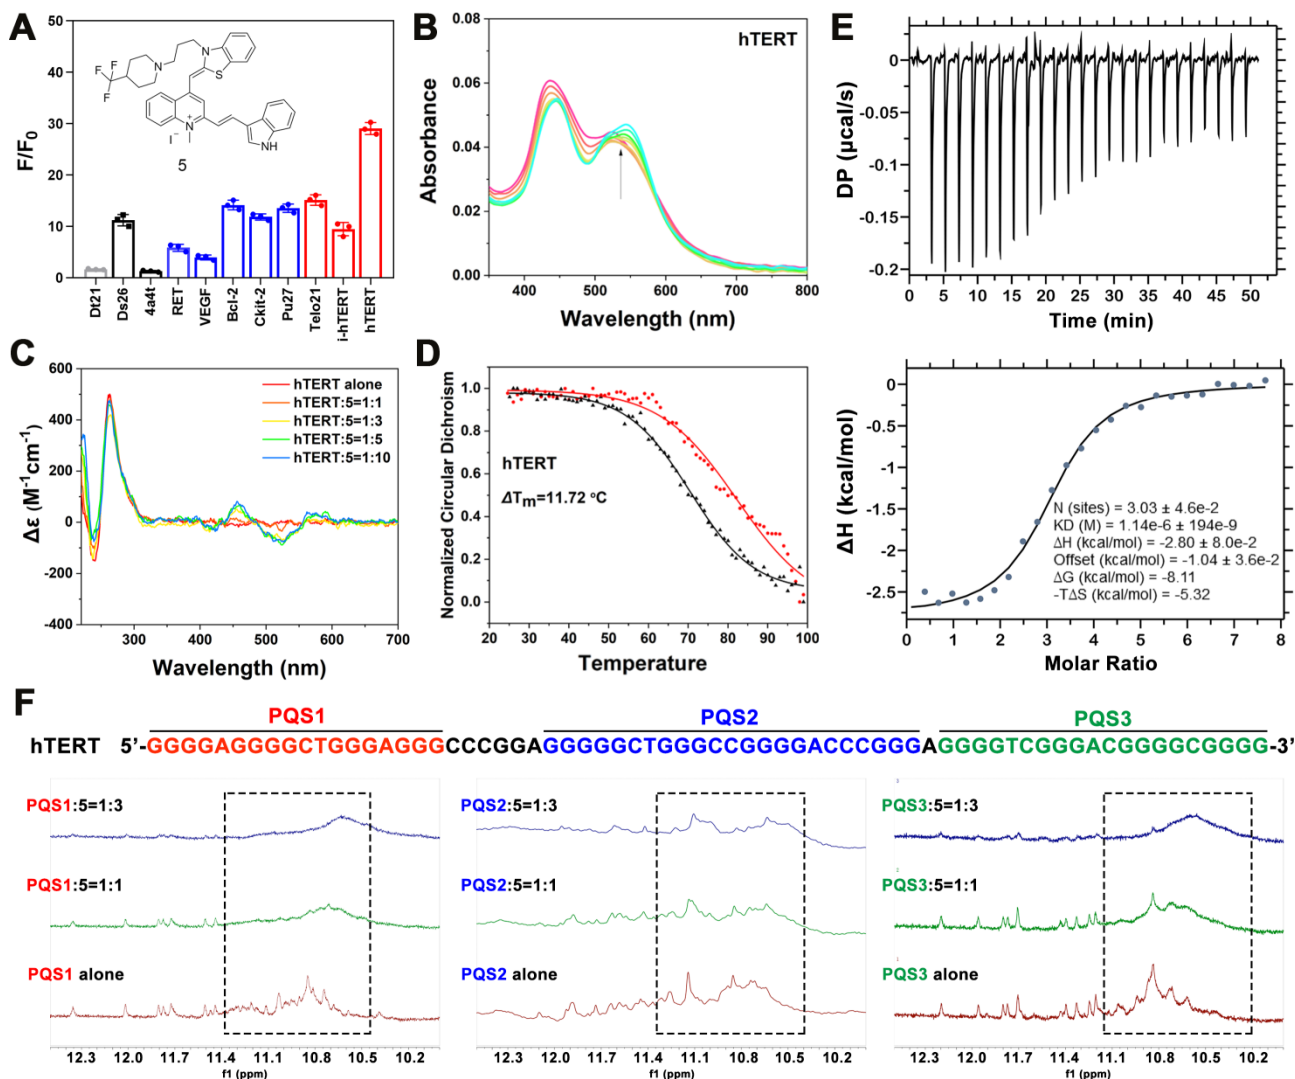 A
50
40
30
20
10
0
F/F0
F
F
F
N
N
S
N+
I-
NH
5
Dt21
Ds26
4a4t
RET
VEGF
Bcl-2
Ckit-2
Pu27
Telo21
i-hTERT
hTERT
B
hTERT
0.08
0.06
0.04
0.02
0.00
Absorbance
400 500 600 700 800
Wavelength (nm)
E
0
-0.05
-0.1
-0.15
-0.2
DP (µcal/s)
0 5 10 15 20 25 30 35 40 45 50
Time (min)
C
600
400
200
0
-200
-400
Δε (M-1cm-1)
hTERT alone
hTERT:5=1:1
hTERT:5=1:3
hTERT:5=1:5
hTERT:5=1:10
300 400 500 600 700
Wavelength (nm)
D
1.0
0.8
0.6
0.4
0.2
0.0
Normalized Circular Dichroism
hTERT
ΔTm=11.72 °C
20 30 40 50 60 70 80 90 100
Temperature
0
-0.5
-1
-1.5
-2
-2.5
ΔH (kcal/mol)
N (sites) = 3.03 ± 4.6e-2
KD (M) = 1.14e-6 ± 194e-9
ΔH (kcal/mol) = -2.80 ± 8.0e-2
Offset (kcal/mol) = -1.04 ± 3.6e-2
ΔG (kcal/mol) = -8.11
-TΔS (kcal/mol) = -5.32
0 1 2 3 4 5 6 7 8
Molar Ratio
F
PQS1 PQS2 PQS3
hTERT 5'-GGGGAGGGGCTGGGAGGGCCCGGAGGGGGCTGGGCCGGGGACCCGGGAGGGGTCGGGACGGGGCGGGG-3'
PQS1:5=1:3
PQS1:5=1:1
PQS1 alone
12.3 12.0 11.7 11.4 11.1 10.8 10.5 10.2
f1 (ppm)
PQS2:5=1:3
PQS2:5=1:1
PQS2 alone
12.3 12.0 11.7 11.4 11.1 10.8 10.5 10.2
f1 (ppm)
PQS3:5=1:3
PQS3:5=1:1
PQS3 alone
12.3 12.0 11.7 11.4 11.1 10.8 10.5 10.2
f1 (ppm)